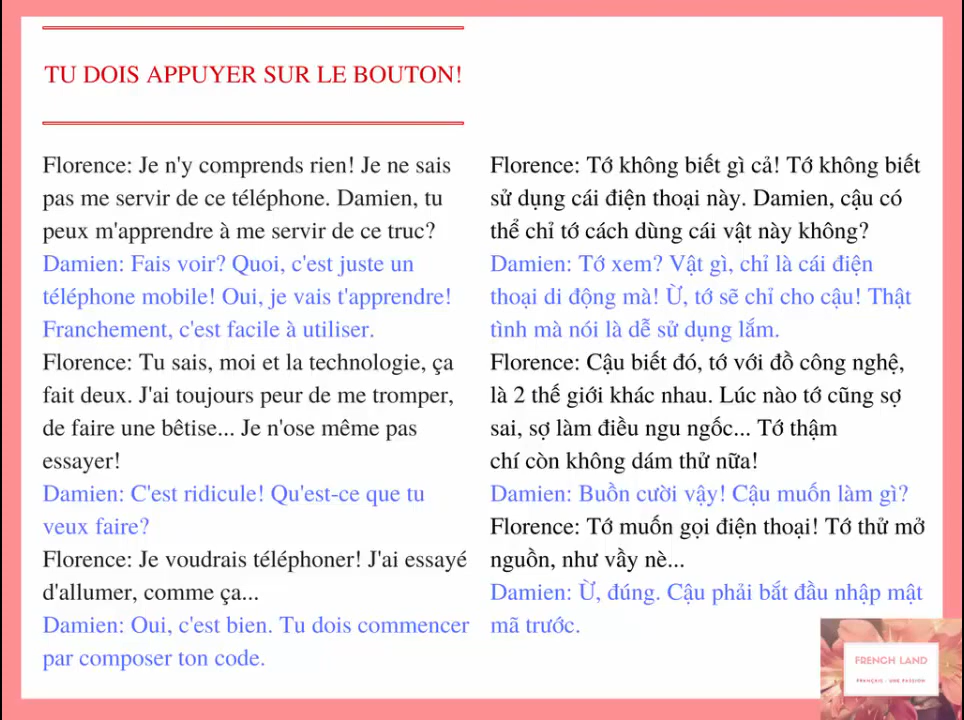 TU DOIS APPUYER SUR LE BOUTON!
Florence: Je n'y comprends rien! Je ne sais
pas me servir de ce téléphone. Damien, tu
peux m'apprendre à me servir de ce truc?
Damien: Fais voir? Quoi, c'est juste un
téléphone mobile! Oui, je vais t'apprendre!
Franchement, c'est facile à utiliser.
Florence: Tu sais, moi et la technologie, ça
fait deux. J'ai toujours peur de me tromper,
de faire une bêtise... Je n'ose même pas
essayer!
Damien: C'est ridicule! Qu'est-ce que tu
veux faire?
Florence: Je voudrais téléphoner! J'ai essayé
d'allumer, comme ça...
Damien: Oui, c'est bien. Tu dois commencer
par composer ton code.
Florence: Tớ không biết gì cả! Tớ không biết
sử dụng cái điện thoại này. Damien, cậu có
thể chỉ tớ cách dùng cái vật này không?
Damien: Tớ xem? Vật gì, chỉ là cái điện
thoại di động mà! Ừ, tớ sẽ chỉ cho cậu! Thật
tình mà nói là dễ sử dụng lắm.
Florence: Cậu biết đó, tớ với đồ công nghệ,
là 2 thế giới khác nhau. Lúc nào tớ cũng sợ
sai, sợ làm điều ngu ngốc... Tớ thậm
chí còn không dám thử nữa!
Damien: Buồn cười vậy! Cậu muốn làm gì?
Florence: Tớ muốn gọi điện thoại! Tớ thử mở
nguồn, như vầy nè...
Damien: Ừ, đúng. Cậu phải bắt đầu nhập mật
mã trước.
FRENCH LAND
FRANÇAIS - UNE PASSION